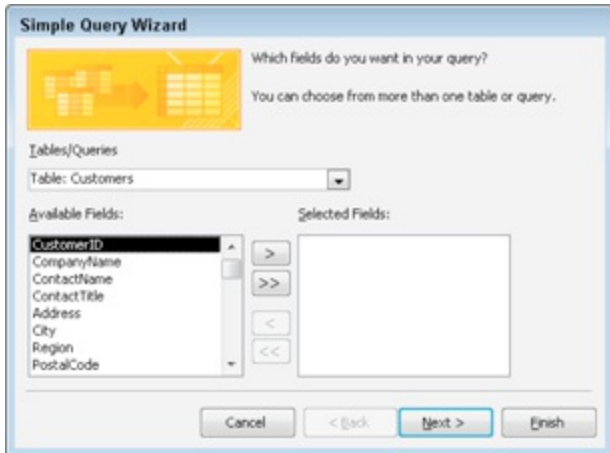 Simple Query Wizard
Which fields do you want in your query?
You can choose from more than one table or query.
Tables/Queries
Table: Customers
Available Fields:
Selected Fields:
CustomerID
CompanyName
ContactName
ContactTitle
Address
City
Region
PostalCode
>
>>
<
<<
Cancel
< Back
Next >
Finish